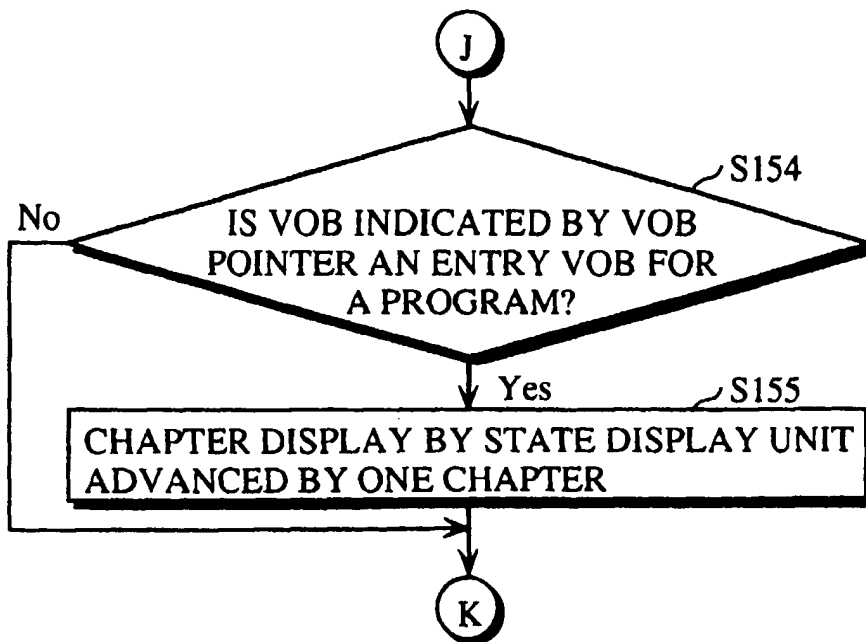 J
S154
No
IS VOB INDICATED BY VOB
POINTER AN ENTRY VOB FOR
A PROGRAM?
Yes
S155
CHAPTER DISPLAY BY STATE DISPLAY UNIT
ADVANCED BY ONE CHAPTER
K